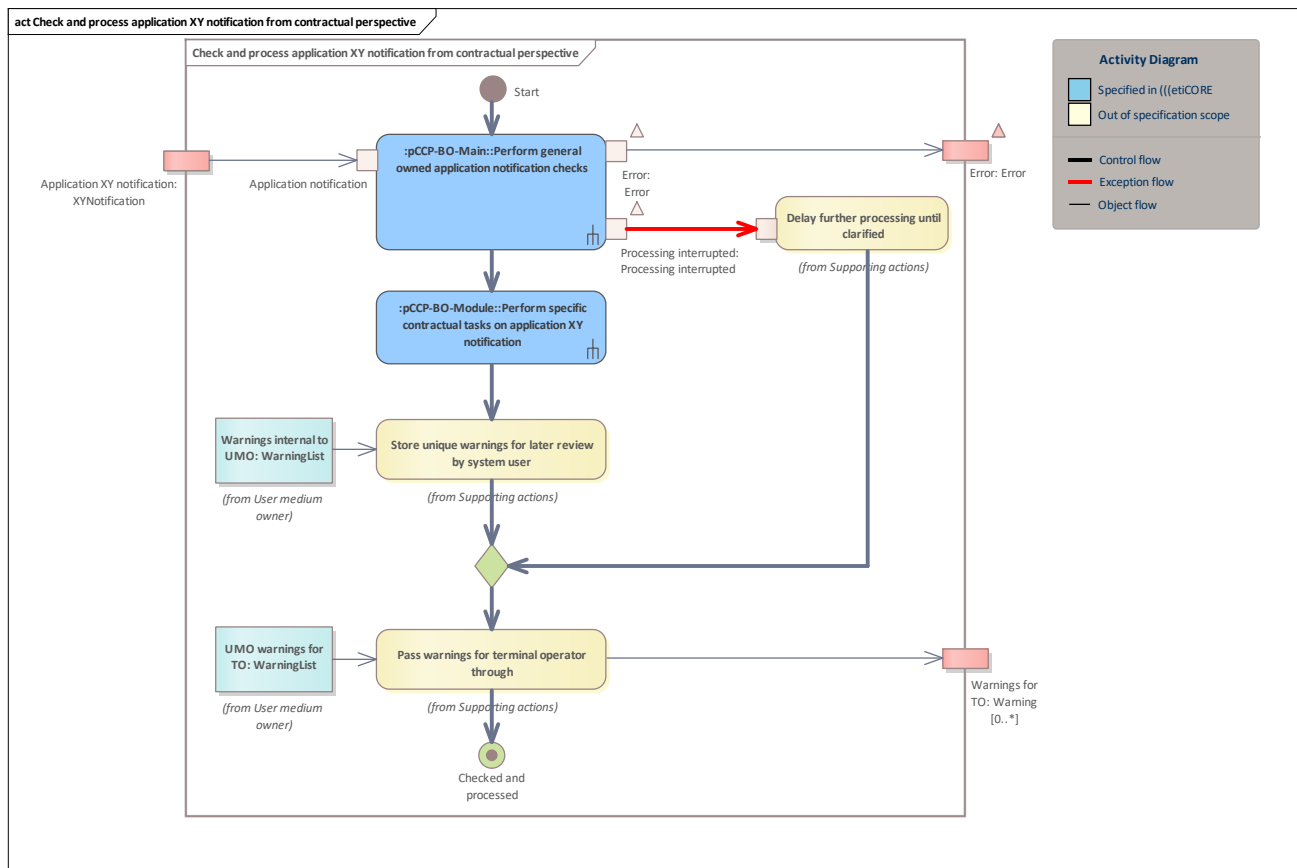 act Check and process application XY notification from contractual perspective
Check and process application XY notification from contractual perspective
Activity Diagram
Specified in (((etiCORE
Out of specification scope
Control flow
Exception flow
Object flow
Start
:pCCP-BO-Main::Perform general
owned application notification checks
Application XY notification:
XYNotification
Application notification
Error:
Error
Error: Error
Processing interrupted:
Processing interrupted
Delay further processing until
clarified
(from Supporting actions)
:pCCP-BO-Module::Perform specific
contractual tasks on application XY
notification
Warnings internal to
UMO: WarningList
(from User medium
owner)
Store unique warnings for later review
by system user
(from Supporting actions)
UMO warnings for
TO: WarningList
(from User medium
owner)
Pass warnings for terminal operator
through
(from Supporting actions)
Warnings for
TO: Warning
[0..*]
Checked and
processed